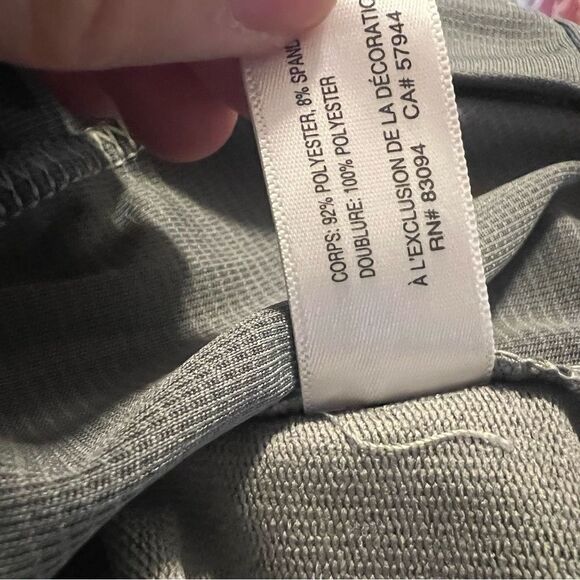 CORPS: 92% POLYESTER, 8% SPAND
DOUBLURE: 100% POLYESTER
À L'EXCLUSION DE LA DÉCORATIO
RN# 83094 CA# 57944